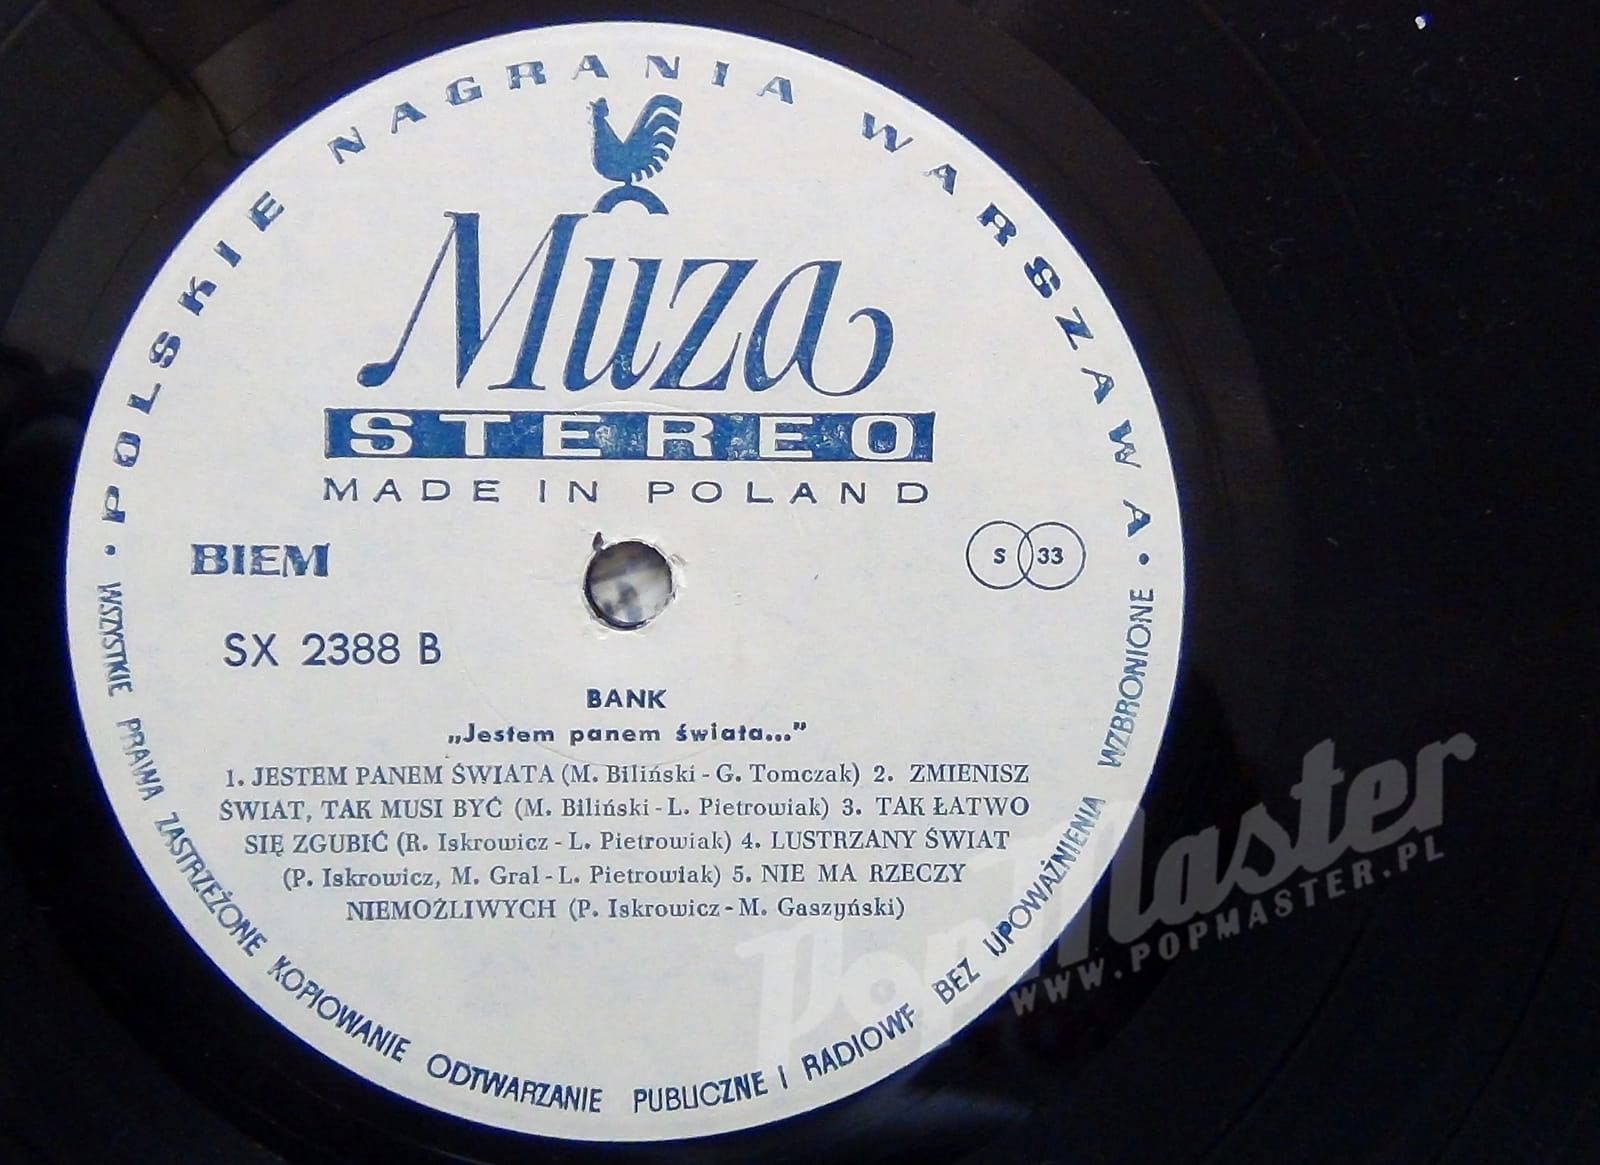 POLSKIE NAGRANIA WARSZAWA
Muza
STEREO
MADE IN POLAND
BIEM
S 33
SX 2388 B
BANK
„Jestem panem świata..."
1. JESTEM PANEM ŚWIATA (M. Biliński - G. Tomczak) 2. ZMIENISZ
ŚWIAT, TAK MUSI BYĆ (M. Biliński - L. Pietrowiak) 3. TAK ŁATWO
SIĘ ZGUBIĆ (R. Iskrowicz - L. Pietrowiak) 4. LUSTRZANY ŚWIAT
(P. Iskrowicz, M. Gral - L. Pietrowiak) 5. NIE MA RZECZY
NIEMOŻLIWYCH (P. Iskrowicz - M. Gaszyński)
• WSZYSTKIE PRAWA ZASTRZEŻONE KOPIOWANIE ODTWARZANIE PUBLICZNE I RADIOWE BEZ UPOWAŻNIENIA WZBRONIONE •
PopMaster
WWW.POPMASTER.PL